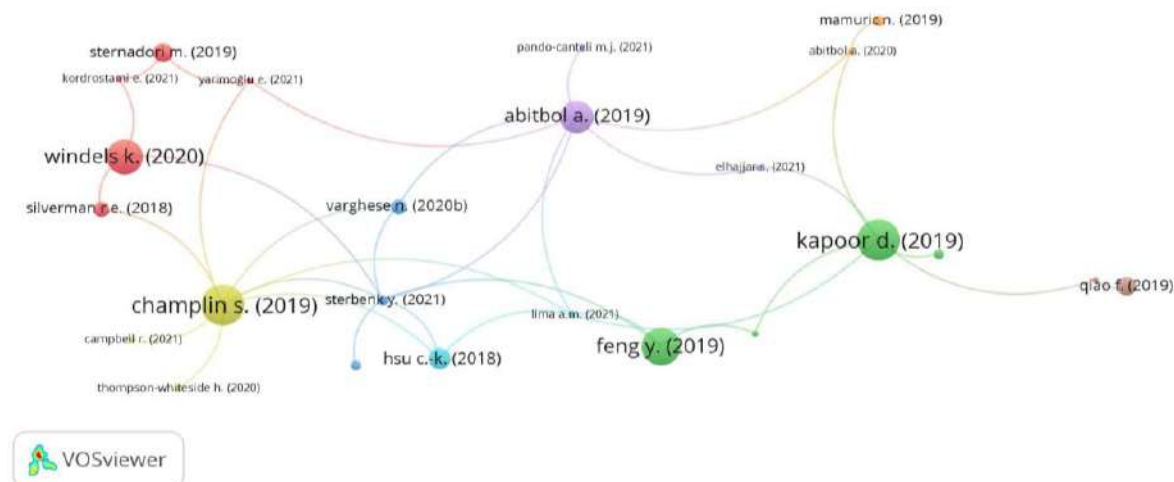 mamuric n. (2019)
sternadori m. (2019)
pando-canteli m.j. (2021)
abitbol a. (2020)
kordrostami e. (2021)
yarimoglu e. (2021)
abitbol a. (2019)
windels k. (2020)
elhajjar s. (2021)
silverman r.e. (2018)
varghese n. (2020b)
kapoor d. (2019)
qiao f. (2019)
champlin s. (2019)
sterbenk y. (2021)
lima a.m. (2021)
campbell r. (2021)
feng y. (2019)
hsu c.-k. (2018)
thompson-whiteside h. (2020)
VOSviewer